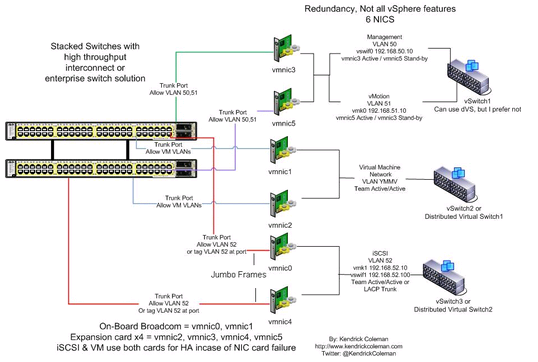 Redundancy, Not all vSphere features
6 NICS
Stacked Switches with
high throughput
interconnect or
enterprise switch solution
Management
VLAN 50
vswif0 192.168.50.10
vmnic3 Active / vmnic5 Stand-by
vmnic3
Trunk Port
Allow VLAN 50,51
vSwitch1
Can use dVS, but I prefer not
vMotion
VLAN 51
vmk0 192.168.51.10
vmnic5 Active / vmnic3 Stand-by
Trunk Port
Allow VLAN 50,51
vmnic5
Trunk Port
Allow VM VLANs
vmnic1
Virtual Machine
Network
VLAN YMMV
Team Active/Active
vSwitch2 or
Distributed Virtual Switch1
Trunk Port
Allow VM VLANs
vmnic2
Trunk Port
Allow VLAN 52
or tag VLAN 52 at port
vmnic0
Jumbo Frames
iSCSI
VLAN 52
vmk1 192.168.52.10
vswif1 192.168.52.100
Team Active/Active or
LACP Trunk
vSwitch3 or
Distributed Virtual Switch2
Trunk Port
Allow VLAN 52
or Tag VLAN 52 at port
vmnic4
On-Board Broadcom = vmnic0, vmnic1
Expansion card x4 = vmnic2, vmnic3, vmnic4, vmnic5
iSCSI & VM use both cards for HA incase of NIC card failure
By: Kendrick Coleman
http://www.kendrickcoleman.com
Twitter: @KendrickColeman